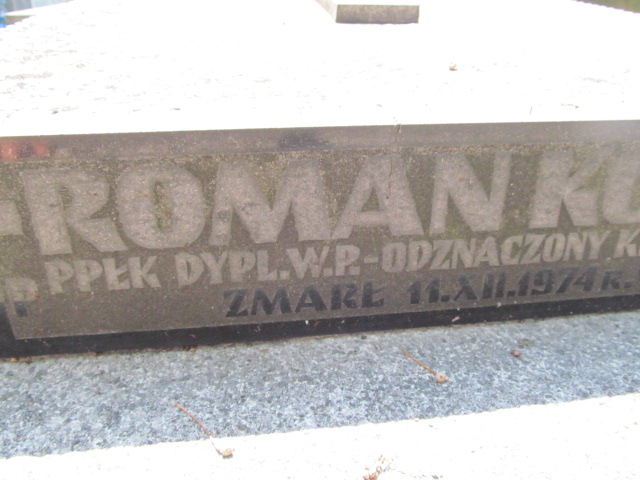 ROMAN
PPŁK DYPL. W.P. - ODZNACZONY K.
ZMARŁ 11.XII.1974 R.